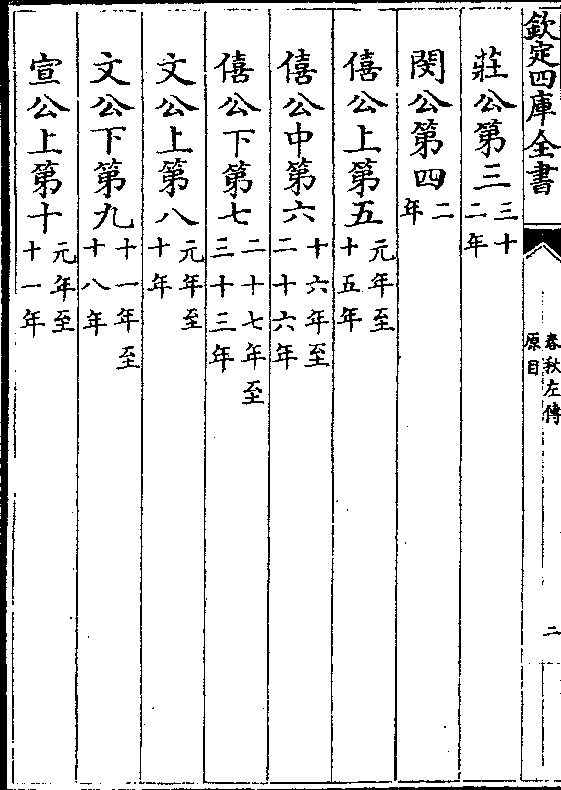 欽定四庫全書
春秋左傳
原目
二
莊公第三三十二年
閔公第四二年
僖公上第五元年至十五年
僖公中第六十六年至二十六年
僖公下第七二十七年至三十三年
文公上第八元年至十年
文公下第九十一年至十八年
宣公上第十元年至十一年